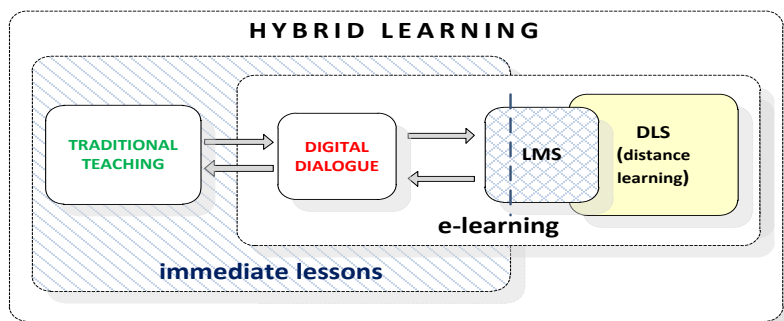 HYBRID LEARNING
TRADITIONAL
TEACHING
DIGITAL
DIALOGUE
LMS
DLS
(distance
learning)
e-learning
immediate lessons